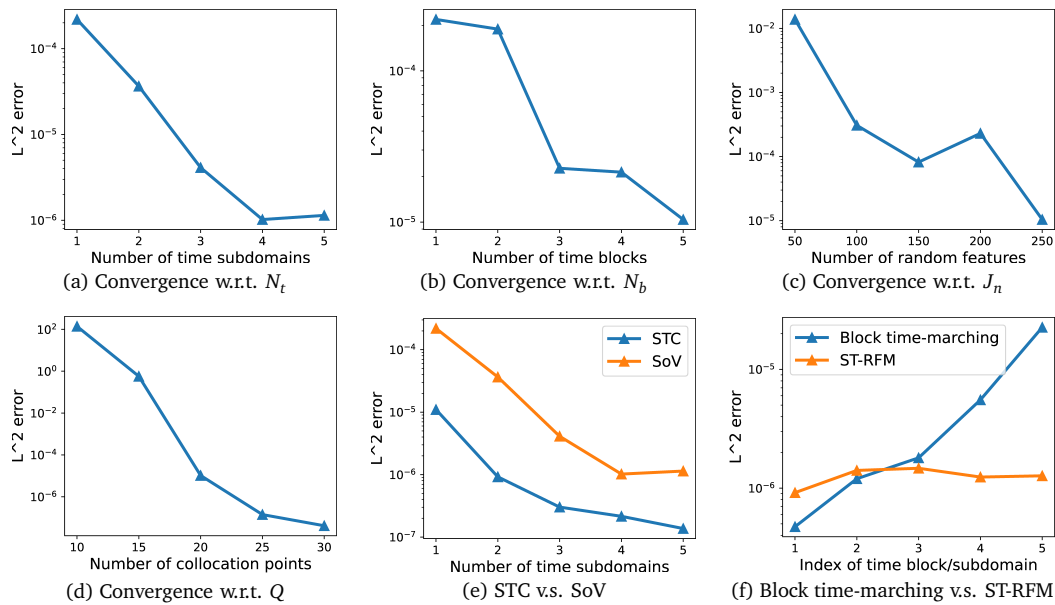 10^{-4}
10^{-5}
10^{-6}
L^2 error
1 2 3 4 5
Number of time subdomains
(a) Convergence w.r.t. N_t
10^{-4}
10^{-5}
L^2 error
1 2 3 4 5
Number of time blocks
(b) Convergence w.r.t. N_b
10^{-2}
10^{-3}
10^{-4}
10^{-5}
L^2 error
50 100 150 200 250
Number of random features
(c) Convergence w.r.t. J_n
10^{2}
10^{0}
10^{-2}
10^{-4}
10^{-6}
L^2 error
10 15 20 25 30
Number of collocation points
(d) Convergence w.r.t. Q
STC
SoV
10^{-4}
10^{-5}
10^{-6}
10^{-7}
L^2 error
1 2 3 4 5
Number of time subdomains
(e) STC v.s. SoV
Block time-marching
ST-RFM
10^{-5}
10^{-6}
L^2 error
1 2 3 4 5
Index of time block/subdomain
(f) Block time-marching v.s. ST-RFM